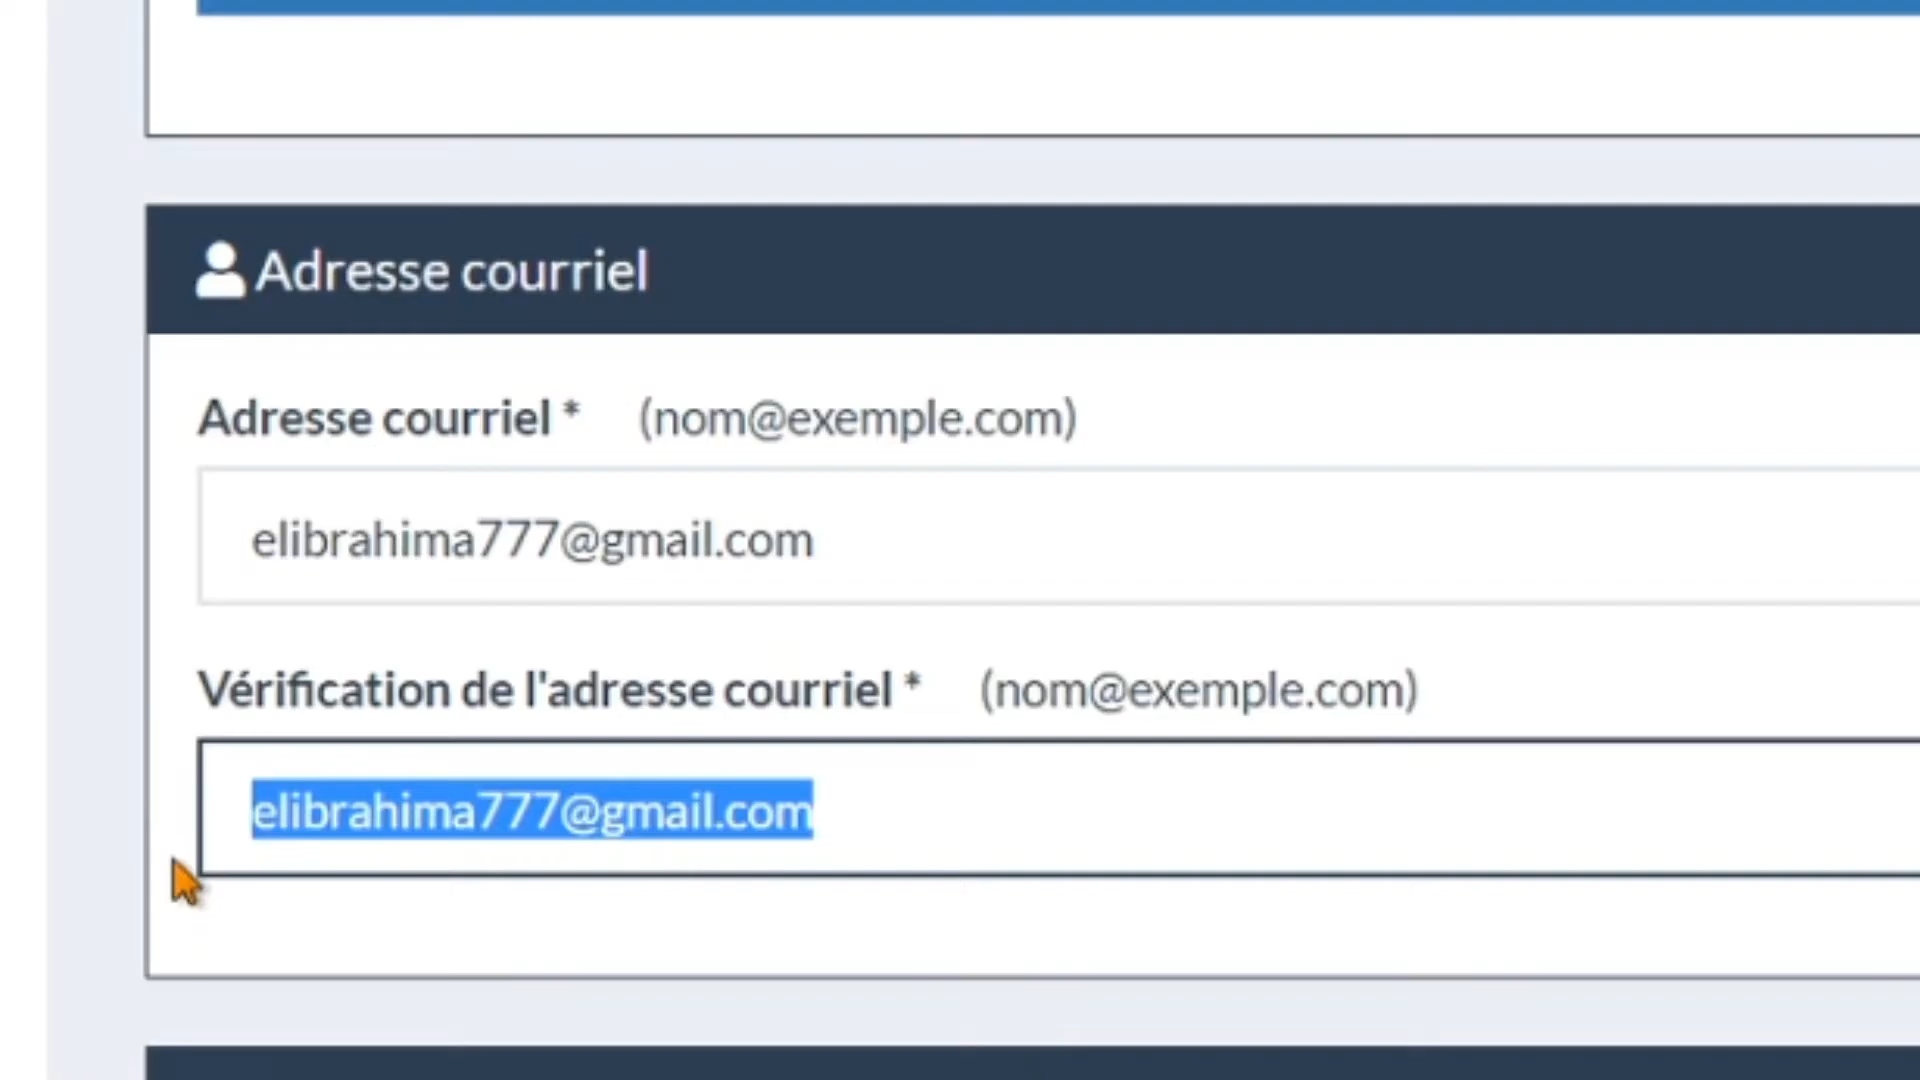 Adresse courriel
Adresse courriel * (nom@exemple.com)
elibrahima777@gmail.com
Vérification de l'adresse courriel * (nom@exemple.com)
elibrahima777@gmail.com